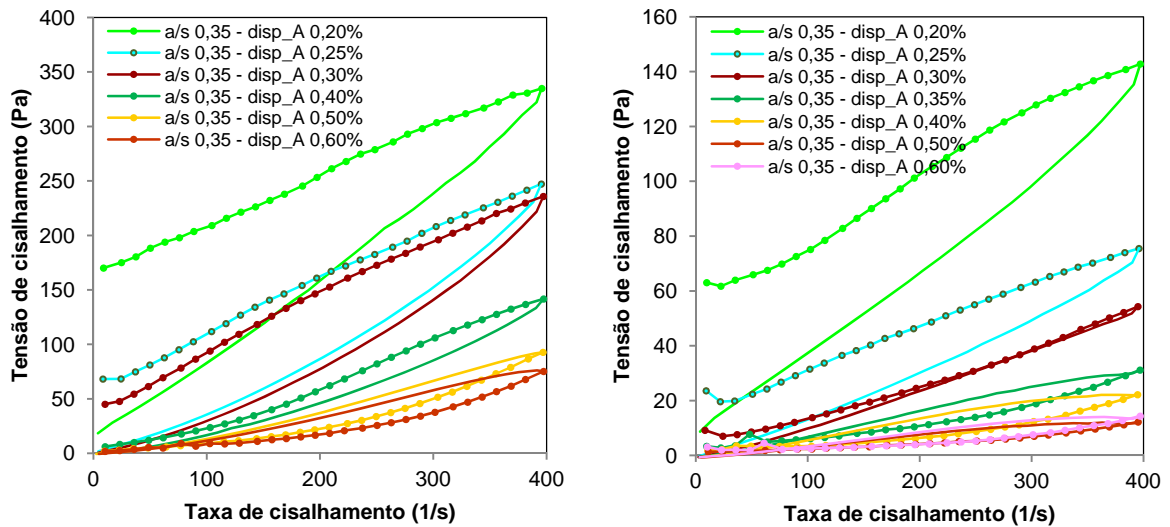 400
350
300
250
200
150
100
50
0
Tensão de cisalhamento (Pa)
a/s 0,35 - disp_A 0,20%
a/s 0,35 - disp_A 0,25%
a/s 0,35 - disp_A 0,30%
a/s 0,35 - disp_A 0,40%
a/s 0,35 - disp_A 0,50%
a/s 0,35 - disp_A 0,60%
0 100 200 300 400
Taxa de cisalhamento (1/s)
160
140
120
100
80
60
40
20
0
Tensão de cisalhamento (Pa)
a/s 0,35 - disp_A 0,20%
a/s 0,35 - disp_A 0,25%
a/s 0,35 - disp_A 0,30%
a/s 0,35 - disp_A 0,35%
a/s 0,35 - disp_A 0,40%
a/s 0,35 - disp_A 0,50%
a/s 0,35 - disp_A 0,60%
0 100 200 300 400
Taxa de cisalhamento (1/s)